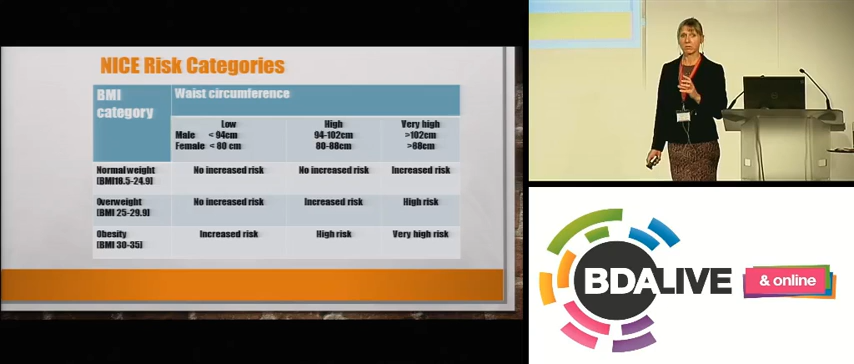 NICE Risk Categories
BMI category
Waist circumference
Low
Male < 94cm
Female < 80 cm
High
94-102cm
80-88cm
Very high
>102cm
>88cm
Normal weight
[BMI18.5-24.9]
No increased risk
No increased risk
Increased risk
Overweight
[BMI 25-29.9]
No increased risk
Increased risk
High risk
Obesity
[BMI 30-35]
Increased risk
High risk
Very high risk
BDALIVE & online